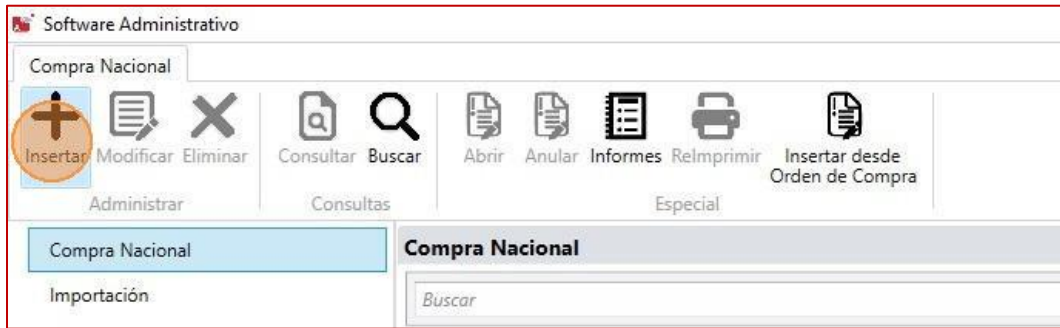 Software Administrativo
Compra Nacional
Insertar Modificar Eliminar Consultar Buscar Abrir Anular Informes ReImprimir Insertar desde
Orden de Compra
Administrar Consultas Especial
Compra Nacional
Importación
Compra Nacional
Buscar